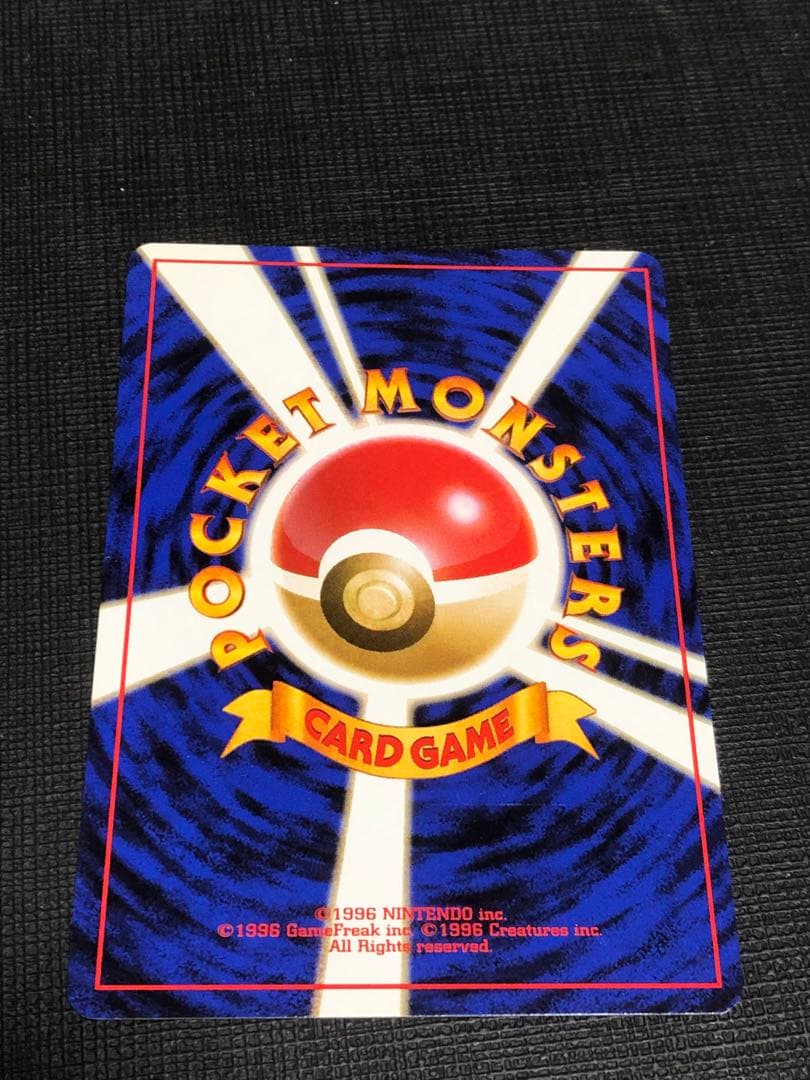 POCKET MONSTERS
CARD GAME
©1996 NINTENDO inc.
©1996 GameFreak inc. ©1996 Creatures inc.
All Rights reserved.